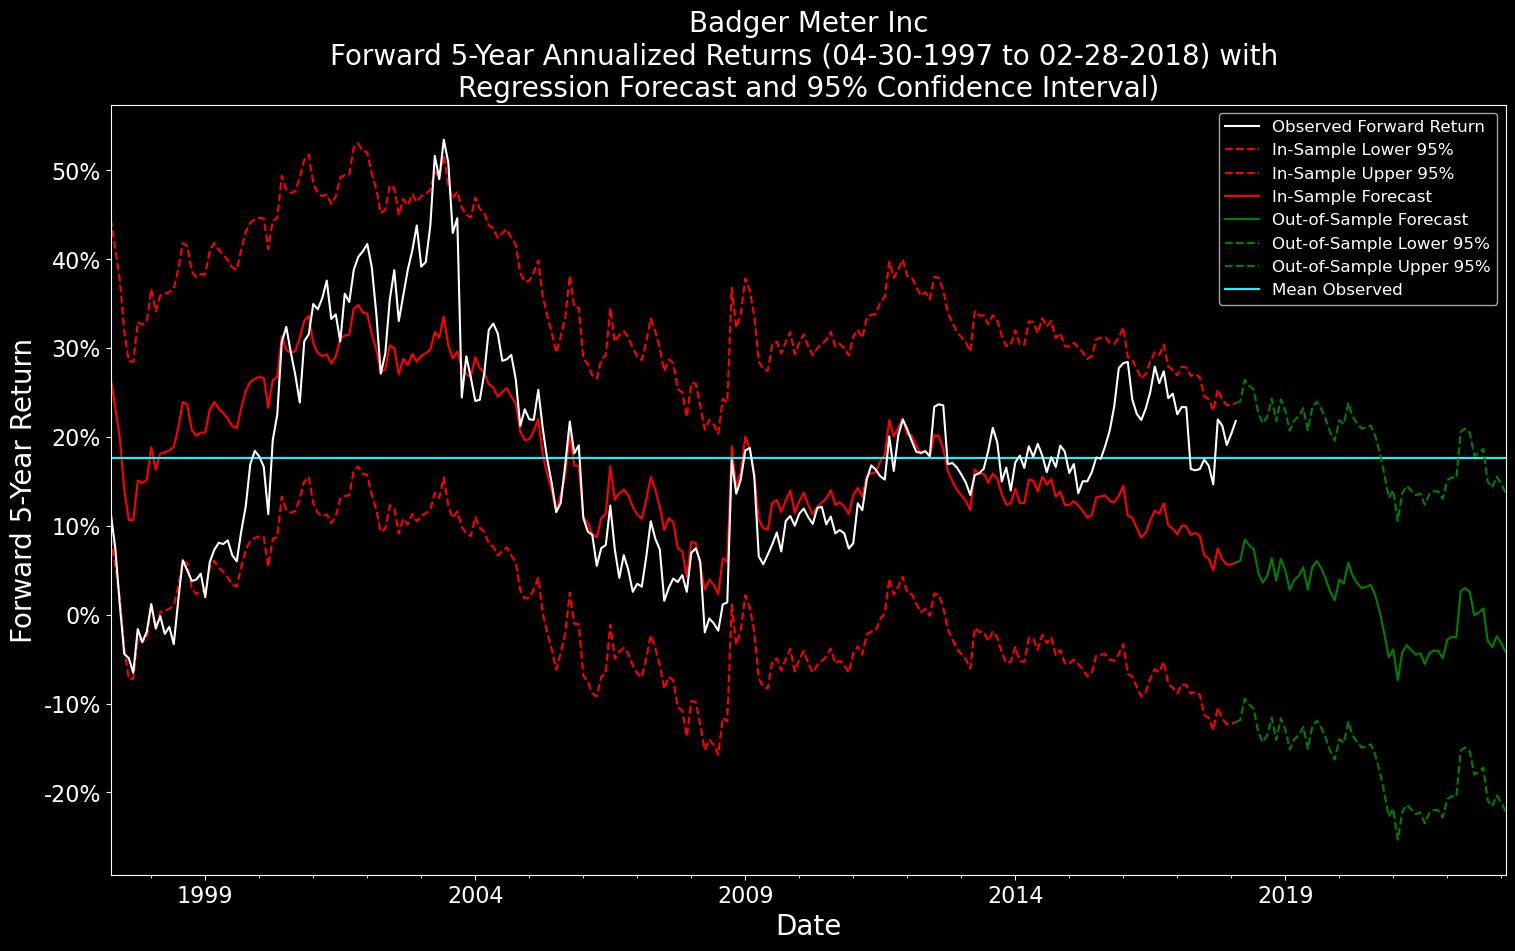 Badger Meter Inc
Forward 5-Year Annualized Returns (04-30-1997 to 02-28-2018) with
Regression Forecast and 95% Confidence Interval)
Observed Forward Return
In-Sample Lower 95%
In-Sample Upper 95%
In-Sample Forecast
Out-of-Sample Forecast
Out-of-Sample Lower 95%
Out-of-Sample Upper 95%
Mean Observed
Forward 5-Year Return
50%
40%
30%
20%
10%
0%
-10%
-20%
1999 2004 2009 2014 2019
Date